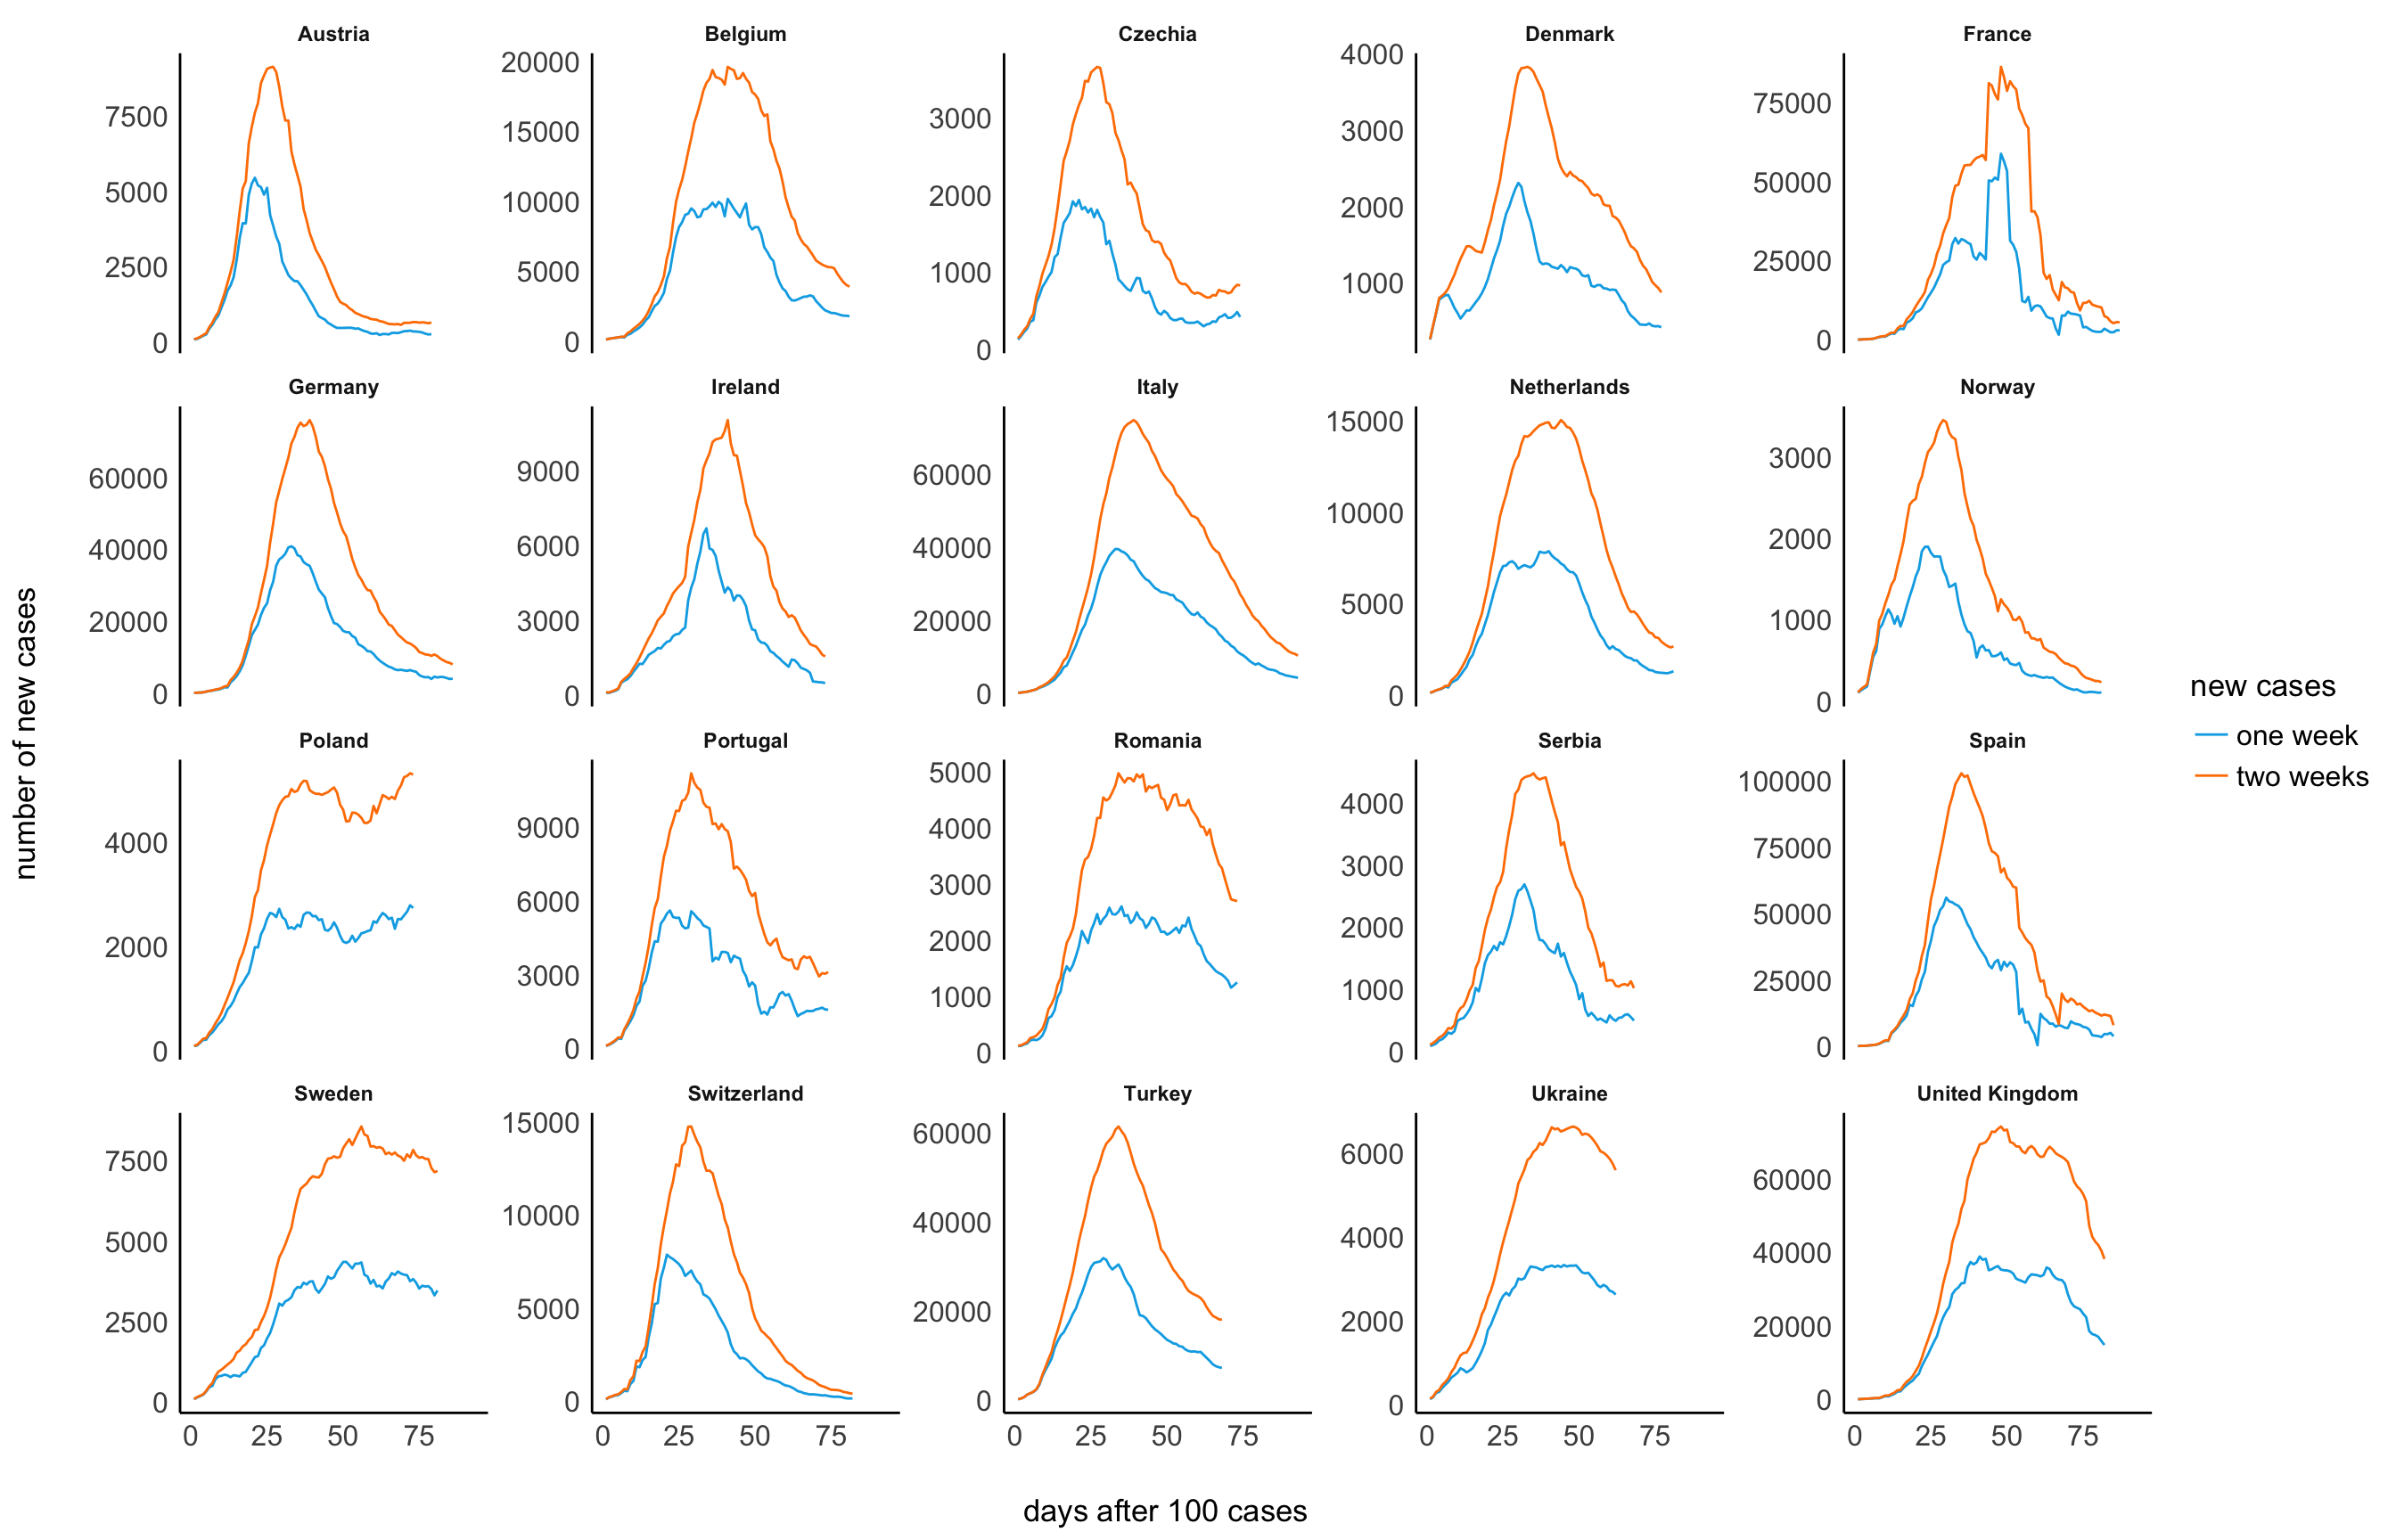 Austria Belgium Czechia Denmark France
7500 5000 2500 0
20000 15000 10000 5000 0
3000 2000 1000 0
4000 3000 2000 1000
75000 50000 25000 0
Germany Ireland Italy Netherlands Norway
60000 40000 20000 0
9000 6000 3000 0
60000 40000 20000 0
15000 10000 5000 0
3000 2000 1000 0
number of new cases
Poland Portugal Romania Serbia Spain
4000 2000 0
9000 6000 3000 0
5000 4000 3000 2000 1000 0
4000 3000 2000 1000 0
100000 75000 50000 25000 0
new cases
one week
two weeks
Sweden Switzerland Turkey Ukraine United Kingdom
7500 5000 2500 0
15000 10000 5000 0
60000 40000 20000 0
6000 4000 2000 0
60000 40000 20000 0
0 25 50 75 0 25 50 75 0 25 50 75 0 25 50 75 0 25 50 75
days after 100 cases